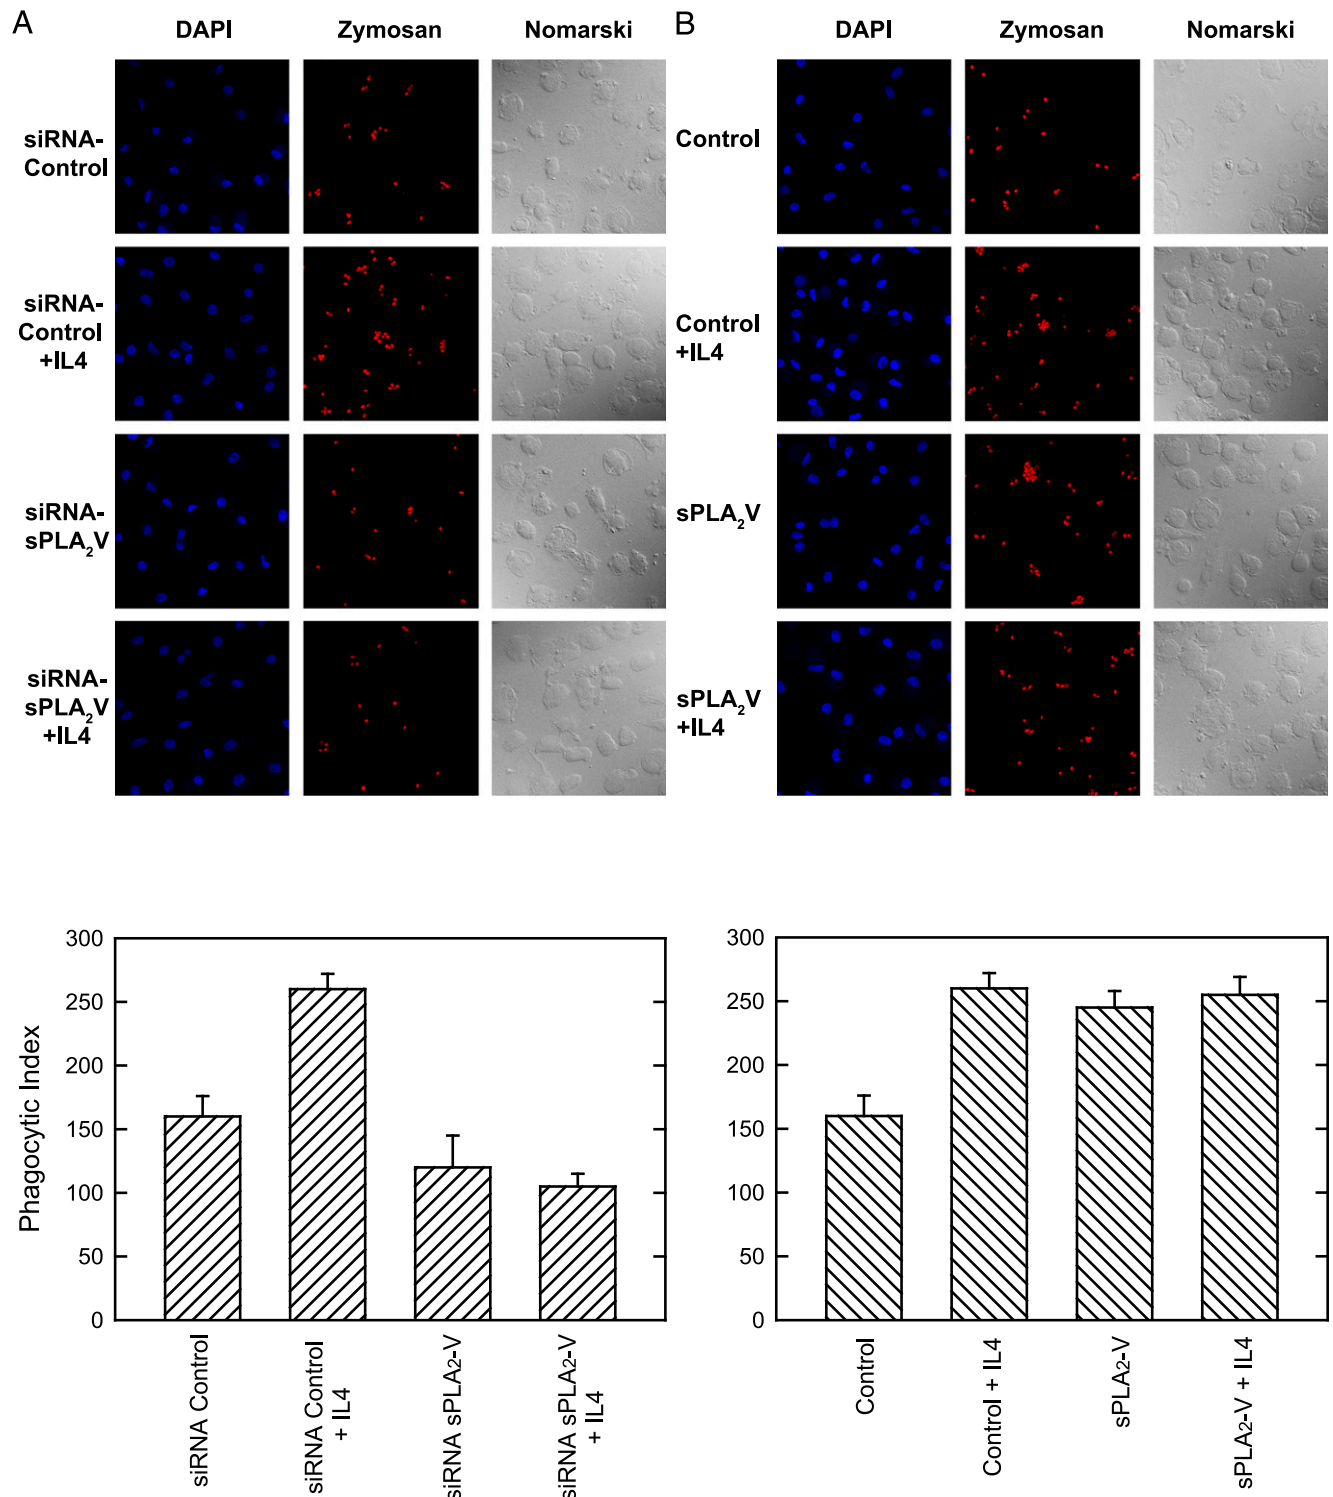 A
DAPI Zymosan Nomarski
siRNA-
Control
siRNA-
Control
+IL4
siRNA-
sPLA₂V
siRNA-
sPLA₂V
+IL4
B
DAPI Zymosan Nomarski
Control
Control
+IL4
sPLA₂V
sPLA₂V
+IL4
Phagocytic Index
300
250
200
150
100
50
0
siRNA Control
siRNA Control
+ IL4
siRNA sPLA2-V
siRNA sPLA2-V
+ IL4
300
250
200
150
100
50
0
Control
Control + IL4
sPLA2-V
sPLA2-V + IL4